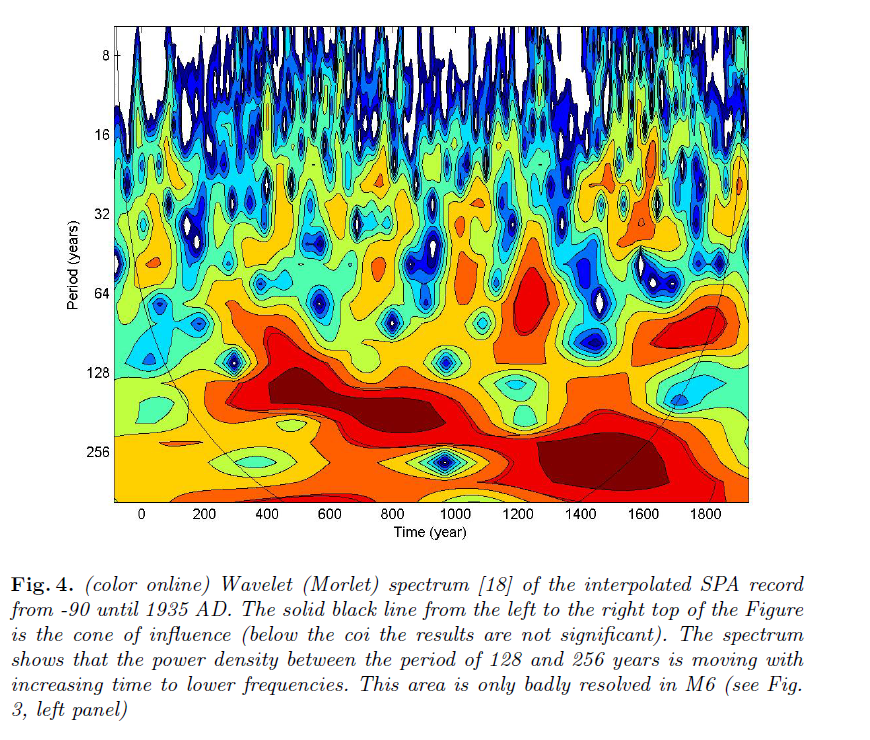 8
16
32
64
128
256
Period (years)
0 200 400 600 800 1000 1200 1400 1600 1800
Time (year)
Fig. 4. (color online) Wavelet (Morlet) spectrum [18] of the interpolated SPA record
from -90 until 1935 AD. The solid black line from the left to the right top of the Figure
is the cone of influence (below the coi the results are not significant). The spectrum
shows that the power density between the period of 128 and 256 years is moving with
increasing time to lower frequencies. This area is only badly resolved in M6 (see Fig.
3, left panel)